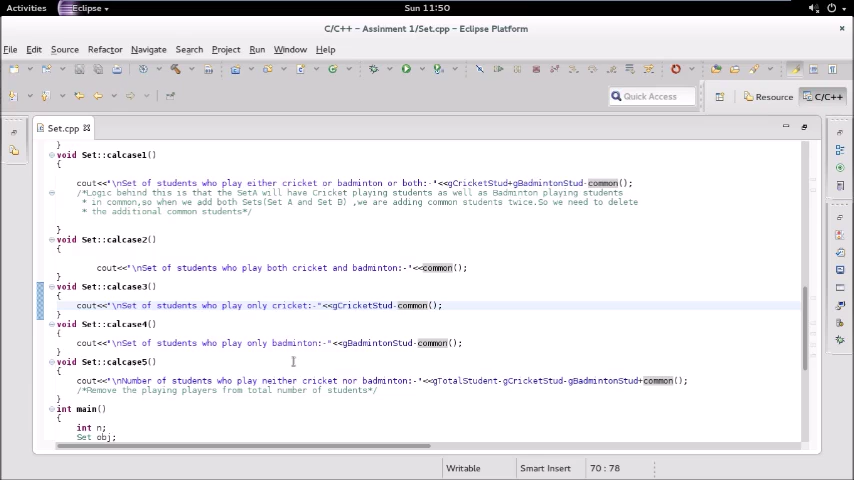 Activities Eclipse▾ Sun 11:50
C/C++ - Assinment 1/Set.cpp - Eclipse Platform
File Edit Source Refactor Navigate Search Project Run Window Help
Quick Access Resource C/C++
Set.cpp
}
void Set::calcase1()
{
cout<<"\nSet of students who play either cricket or badminton or both:-"<<gCricketStud+gBadmintonStud-common();
/*Logic behind this is that the SetA will have Cricket playing students as well as Badminton playing students
* in common,so when we add both Sets(Set A and Set B) ,we are adding common students twice.So we need to delete
* the additional common students*/
}
void Set::calcase2()
{
cout<<"\nSet of students who play both cricket and badminton:-"<<common();
}
void Set::calcase3()
{
cout<<"\nSet of students who play only cricket:-"<<gCricketStud-common();
}
void Set::calcase4()
{
cout<<"\nSet of students who play only badminton:-"<<gBadmintonStud-common();
}
void Set::calcase5()
{
cout<<"\nNumber of students who play neither cricket nor badminton:-"<<gTotalStudent-gCricketStud-gBadmintonStud+common();
/*Remove the playing players from total number of students*/
}
int main()
{
int n;
Set obj;
Writable Smart Insert 70 : 78